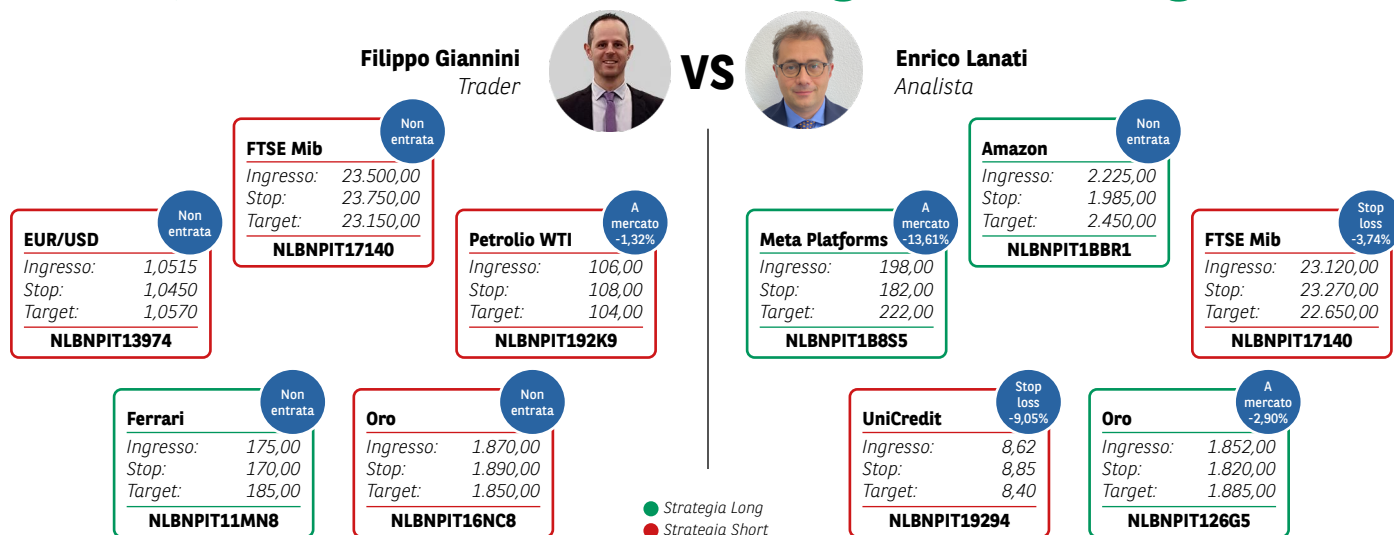 Filippo Giannini
Trader
VS
Enrico Lanati
Analista
Non
entrata
FTSE Mib
Ingresso: 23.500,00
Stop: 23.750,00
Target: 23.150,00
NLBNPIT17140
Non
entrata
EUR/USD
Ingresso: 1,0515
Stop: 1,0450
Target: 1,0570
NLBNPIT13974
A
mercato
-1,32%
Petrolio WTI
Ingresso: 106,00
Stop: 108,00
Target: 104,00
NLBNPIT192K9
Non
entrata
Ferrari
Ingresso: 175,00
Stop: 170,00
Target: 185,00
NLBNPIT11MN8
Non
entrata
Oro
Ingresso: 1.870,00
Stop: 1.890,00
Target: 1.850,00
NLBNPIT16NC8
Non
entrata
Amazon
Ingresso: 2.225,00
Stop: 1.985,00
Target: 2.450,00
NLBNPIT1BBR1
A
mercato
-13,61%
Meta Platforms
Ingresso: 198,00
Stop: 182,00
Target: 222,00
NLBNPIT1B8S5
Stop
loss
-3,74%
FTSE Mib
Ingresso: 23.120,00
Stop: 23.270,00
Target: 22.650,00
NLBNPIT17140
Stop
loss
-9,05%
UniCredit
Ingresso: 8,62
Stop: 8,85
Target: 8,40
NLBNPIT19294
A
mercato
-2,90%
Oro
Ingresso: 1.852,00
Stop: 1.820,00
Target: 1.885,00
NLBNPIT126G5
Strategia Long
Strategia Short